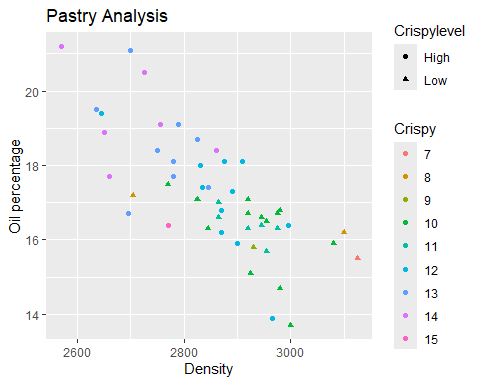 Pastry Analysis
Oil percentage
20
18
16
14
2600
2800
3000
Density
Crispylevel
High
Low
Crispy
7
8
9
10
11
12
13
14
15